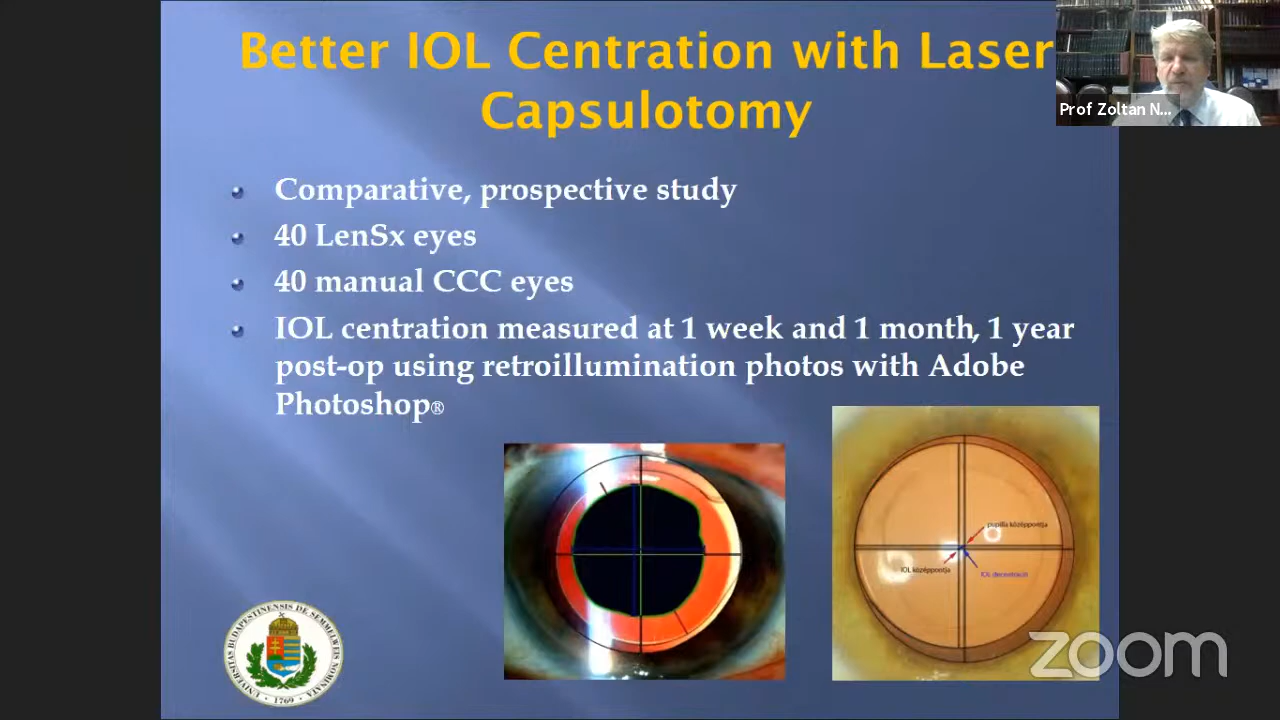 Better IOL Centration with Laser
Capsulotomy
Prof Zoltan N...
Comparative, prospective study
40 LenSx eyes
40 manual CCC eyes
IOL centration measured at 1 week and 1 month, 1 year
post-op using retroillumination photos with Adobe
Photoshop®
pupilla középpontja
IOL középpontja
IOL decentráció
UNIVERSITAS BUDAPESTINENSIS DE SEMMELWEIS NOMINATA
1769
zoom